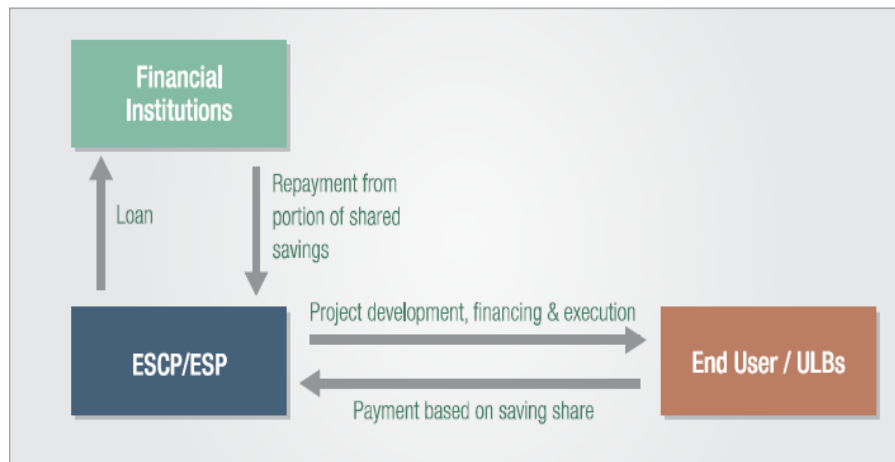 Financial
Institutions
Loan
Repayment from
portion of shared
savings
Project development, financing & execution
ESCP/ESP
End User / ULBs
Payment based on saving share